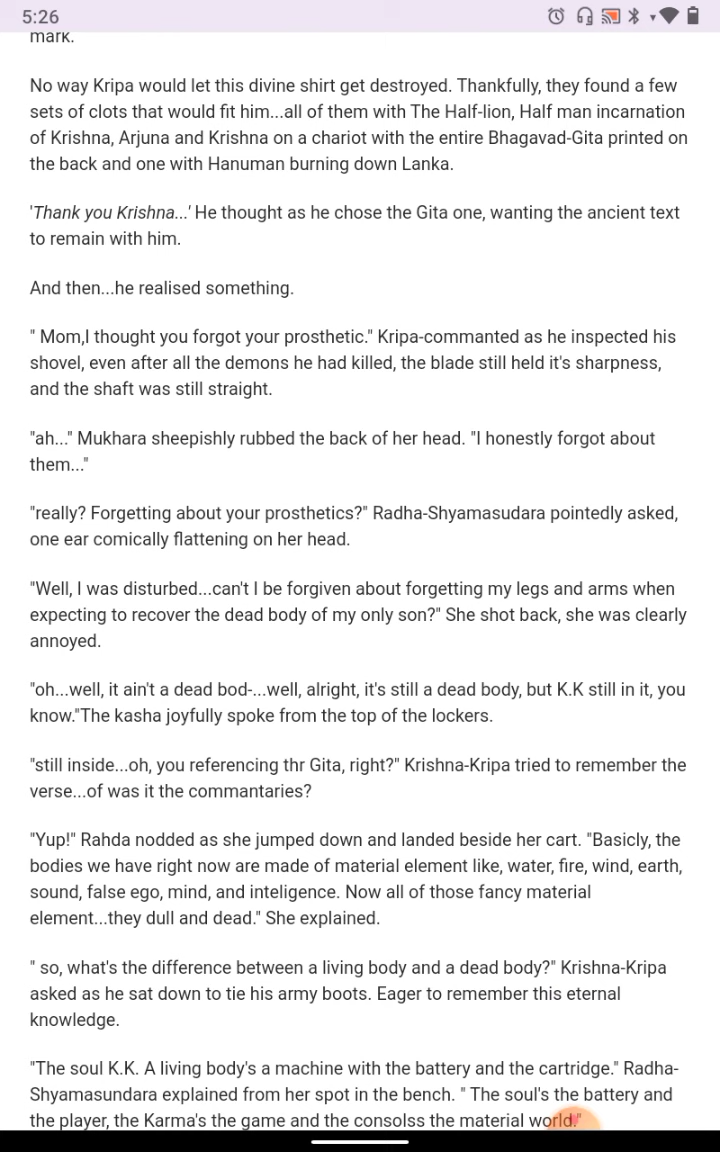 5:26
mark.
No way Kripa would let this divine shirt get destroyed. Thankfully, they found a few
sets of clots that would fit him...all of them with The Half-lion, Half man incarnation
of Krishna, Arjuna and Krishna on a chariot with the entire Bhagavad-Gita printed on
the back and one with Hanuman burning down Lanka.
'Thank you Krishna...' He thought as he chose the Gita one, wanting the ancient text
to remain with him.
And then...he realised something.
" Mom,I thought you forgot your prosthetic." Kripa-commanted as he inspected his
shovel, even after all the demons he had killed, the blade still held it's sharpness,
and the shaft was still straight.
"ah..." Mukhara sheepishly rubbed the back of her head. "I honestly forgot about
them..."
"really? Forgetting about your prosthetics?" Radha-Shyamasudara pointedly asked,
one ear comically flattening on her head.
"Well, I was disturbed...can't I be forgiven about forgetting my legs and arms when
expecting to recover the dead body of my only son?" She shot back, she was clearly
annoyed.
"oh...well, it ain't a dead bod-...well, alright, it's still a dead body, but K.K still in it, you
know."The kasha joyfully spoke from the top of the lockers.
"still inside...oh, you referencing thr Gita, right?" Krishna-Kripa tried to remember the
verse...of was it the commantaries?
"Yup!" Rahda nodded as she jumped down and landed beside her cart. "Basicly, the
bodies we have right now are made of material element like, water, fire, wind, earth,
sound, false ego, mind, and inteligence. Now all of those fancy material
element...they dull and dead." She explained.
" so, what's the difference between a living body and a dead body?" Krishna-Kripa
asked as he sat down to tie his army boots. Eager to remember this eternal
knowledge.
"The soul K.K. A living body's a machine with the battery and the cartridge." Radha-
Shyamasundara explained from her spot in the bench. " The soul's the battery and
the player, the Karma's the game and the consolss the material world."